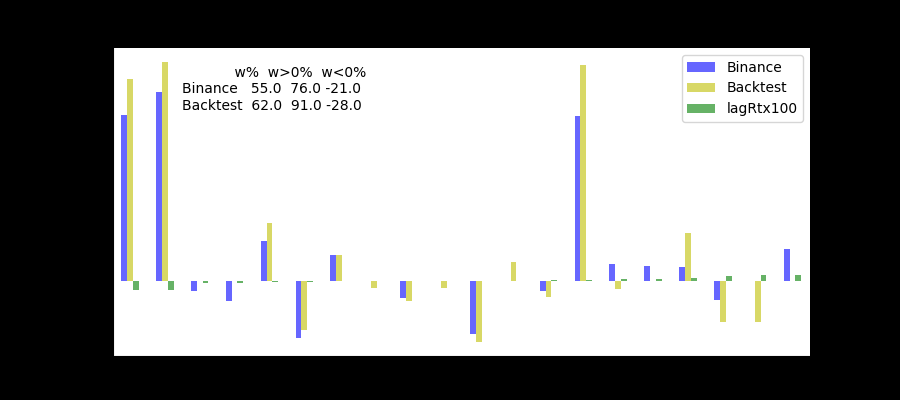 w%  w>0%  w<0%
Binance   55.0  76.0 -21.0
Backtest  62.0  91.0 -28.0
Binance
Backtest
lagRtx100